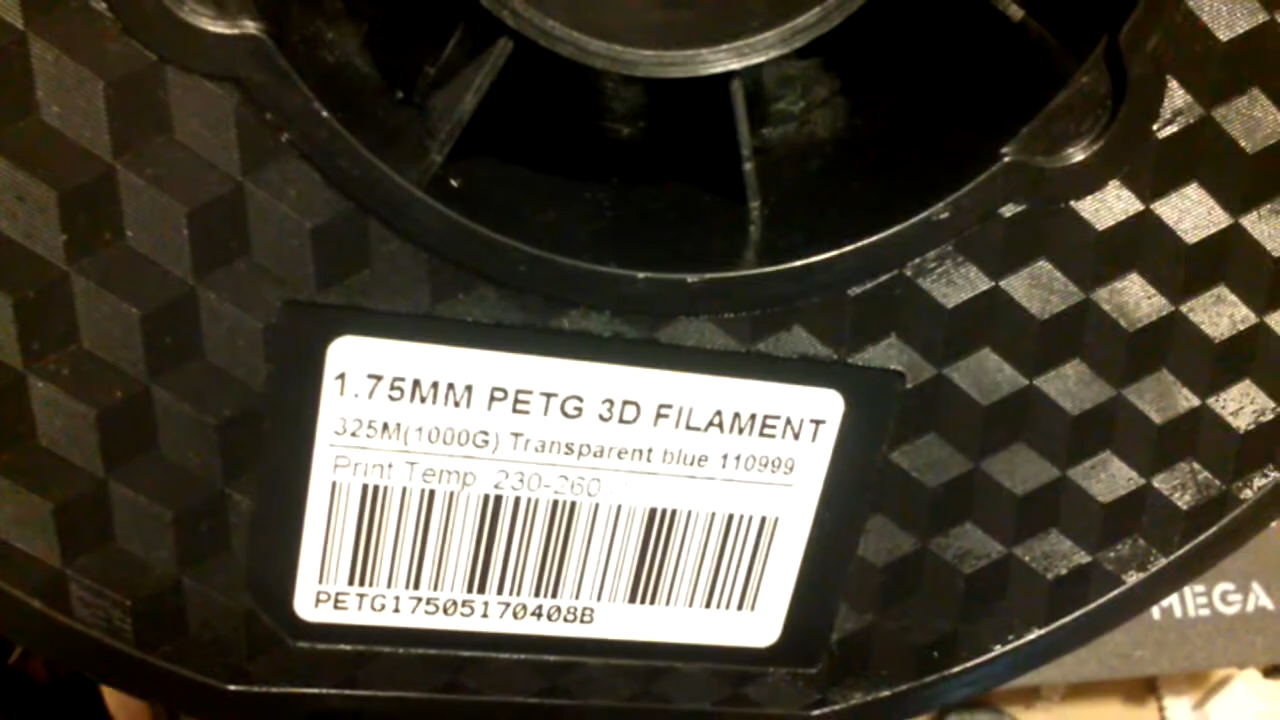 1.75MM PETG 3D FILAMENT
325M(1000G) Transparent blue 110999
Print Temp 230-260
PETG17505170408B
MEGA